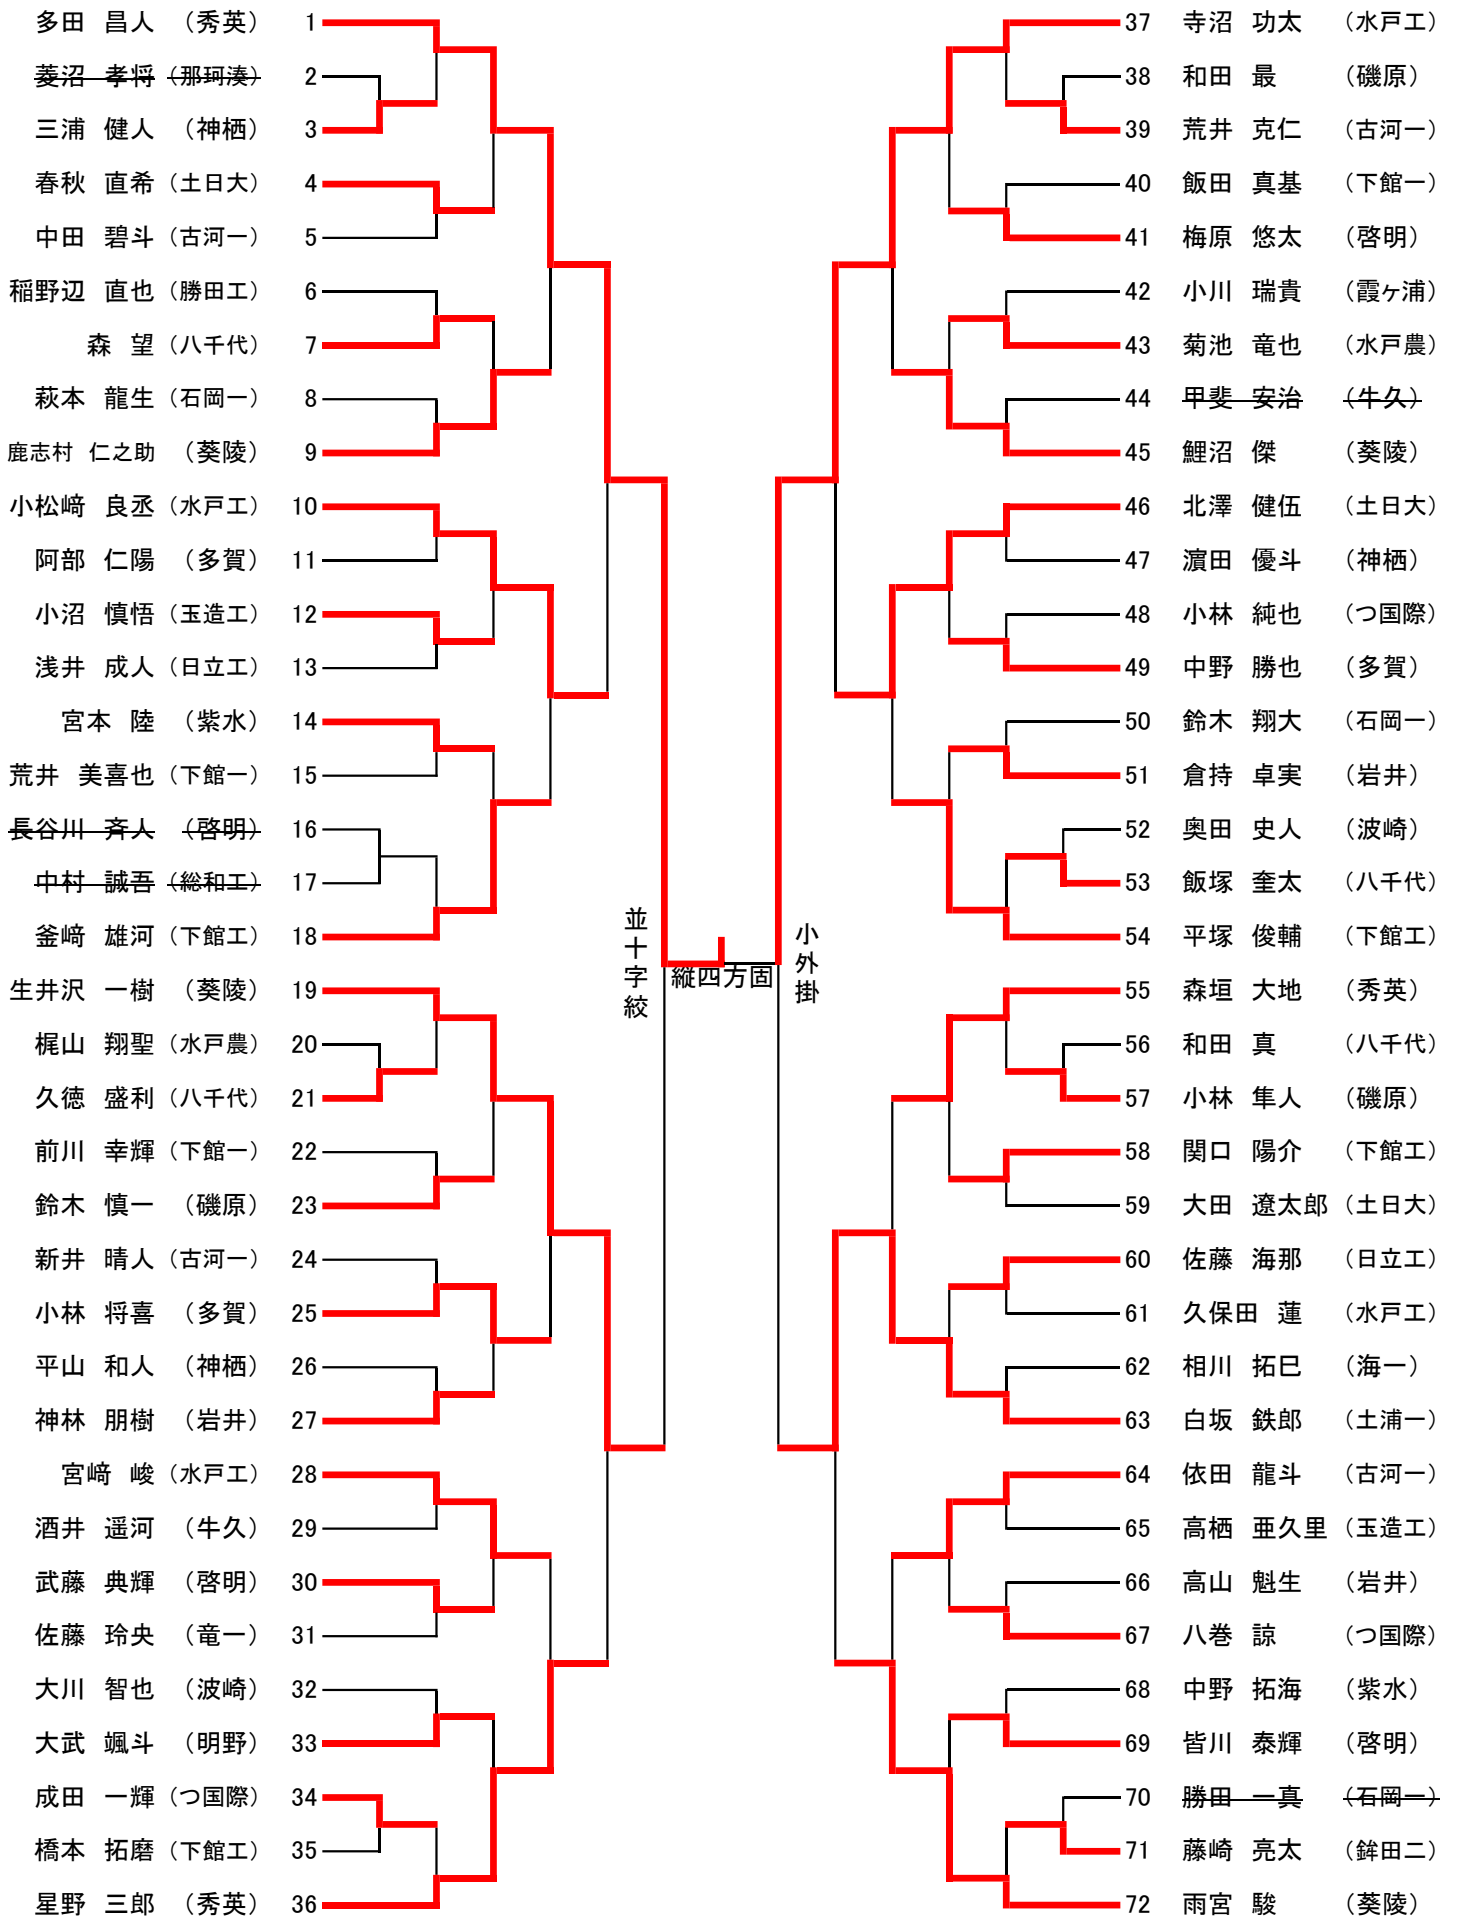 多田 昌人 （秀英） 1
菱沼 孝将 （那珂湊） 2
三浦 健人 （神栖） 3
春秋 直希 （土日大） 4
中田 碧斗 （古河一） 5
稲野辺 直也 （勝田工） 6
森 望 （八千代） 7
萩本 龍生 （石岡一） 8
鹿志村 仁之助 （葵陵） 9
小松﨑 良丞 （水戸工） 10
阿部 仁陽 （多賀） 11
小沼 慎悟 （玉造工） 12
浅井 成人 （日立工） 13
宮本 陸 （紫水） 14
荒井 美喜也 （下館一） 15
長谷川 斉人 （啓明） 16
中村 誠吾 （総和工） 17
釜﨑 雄河 （下館工） 18
生井沢 一樹 （葵陵） 19
梶山 翔聖 （水戸農） 20
久徳 盛利 （八千代） 21
前川 幸輝 （下館一） 22
鈴木 慎一 （磯原） 23
新井 晴人 （古河一） 24
小林 将喜 （多賀） 25
平山 和人 （神栖） 26
神林 朋樹 （岩井） 27
宮﨑 峻 （水戸工） 28
酒井 遥河 （牛久） 29
武藤 典輝 （啓明） 30
佐藤 玲央 （竜一） 31
大川 智也 （波崎） 32
大武 颯斗 （明野） 33
成田 一輝 （つ国際） 34
橋本 拓磨 （下館工） 35
星野 三郎 （秀英） 36
並十字絞
縦四方固
小外掛
37 寺沼 功太 （水戸工）
38 和田 最 （磯原）
39 荒井 克仁 （古河一）
40 飯田 真基 （下館一）
41 梅原 悠太 （啓明）
42 小川 瑞貴 （霞ヶ浦）
43 菊池 竜也 （水戸農）
44 甲斐 安治 （牛久）
45 鯉沼 傑 （葵陵）
46 北澤 健伍 （土日大）
47 濵田 優斗 （神栖）
48 小林 純也 （つ国際）
49 中野 勝也 （多賀）
50 鈴木 翔大 （石岡一）
51 倉持 卓実 （岩井）
52 奥田 史人 （波崎）
53 飯塚 奎太 （八千代）
54 平塚 俊輔 （下館工）
55 森垣 大地 （秀英）
56 和田 真 （八千代）
57 小林 隼人 （磯原）
58 関口 陽介 （下館工）
59 大田 遼太郎 （土日大）
60 佐藤 海那 （日立工）
61 久保田 蓮 （水戸工）
62 相川 拓巳 （海一）
63 白坂 鉄郎 （土浦一）
64 依田 龍斗 （古河一）
65 高栖 亜久里 （玉造工）
66 高山 魁生 （岩井）
67 八巻 諒 （つ国際）
68 中野 拓海 （紫水）
69 皆川 泰輝 （啓明）
70 勝田 一真 （石岡一）
71 藤崎 亮太 （鉾田二）
72 雨宮 駿 （葵陵）